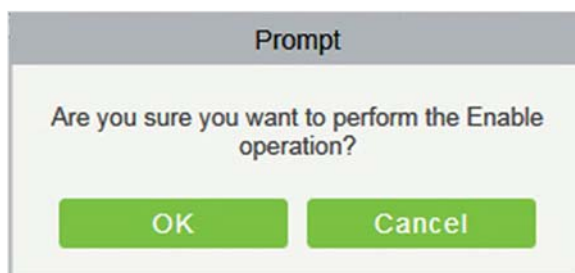 Prompt
Are you sure you want to perform the Enable
operation?
OK Cancel